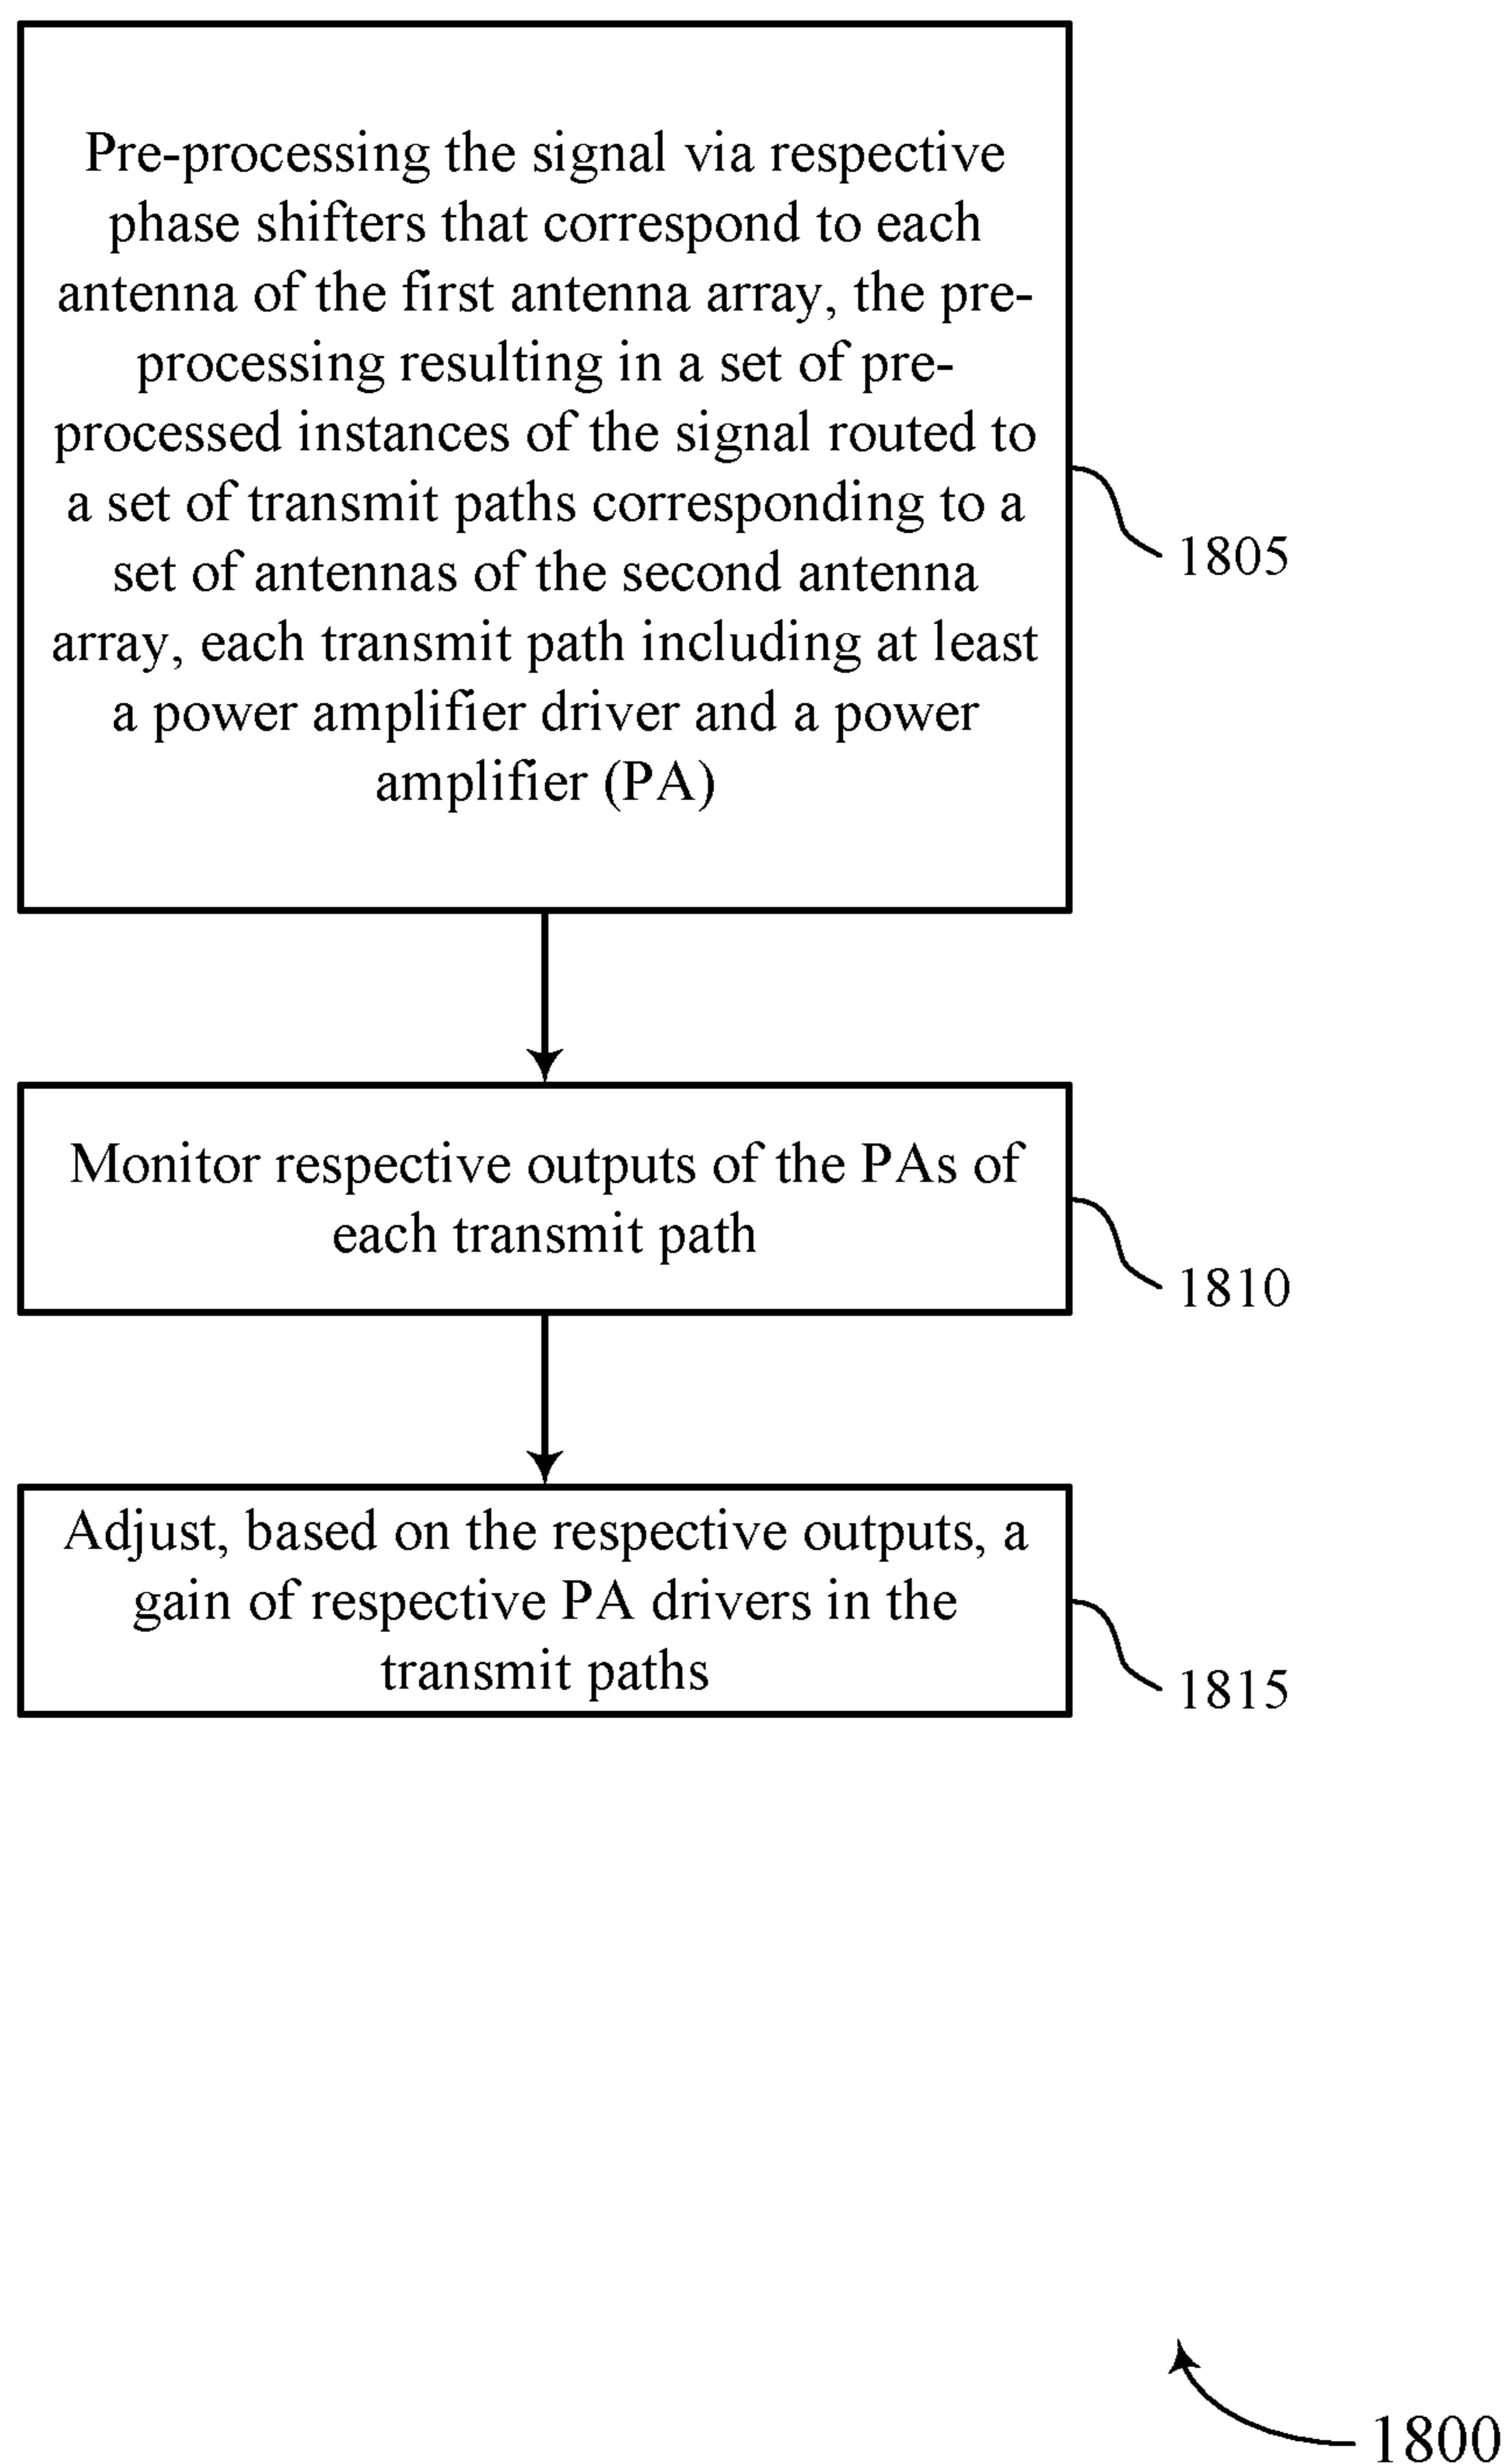 Pre-processing the signal via respective
phase shifters that correspond to each
antenna of the first antenna array, the pre-
processing resulting in a set of pre-
processed instances of the signal routed to
a set of transmit paths corresponding to a
set of antennas of the second antenna
array, each transmit path including at least
a power amplifier driver and a power
amplifier (PA)
1805
Monitor respective outputs of the PAs of
each transmit path
1810
Adjust, based on the respective outputs, a
gain of respective PA drivers in the
transmit paths
1815
1800